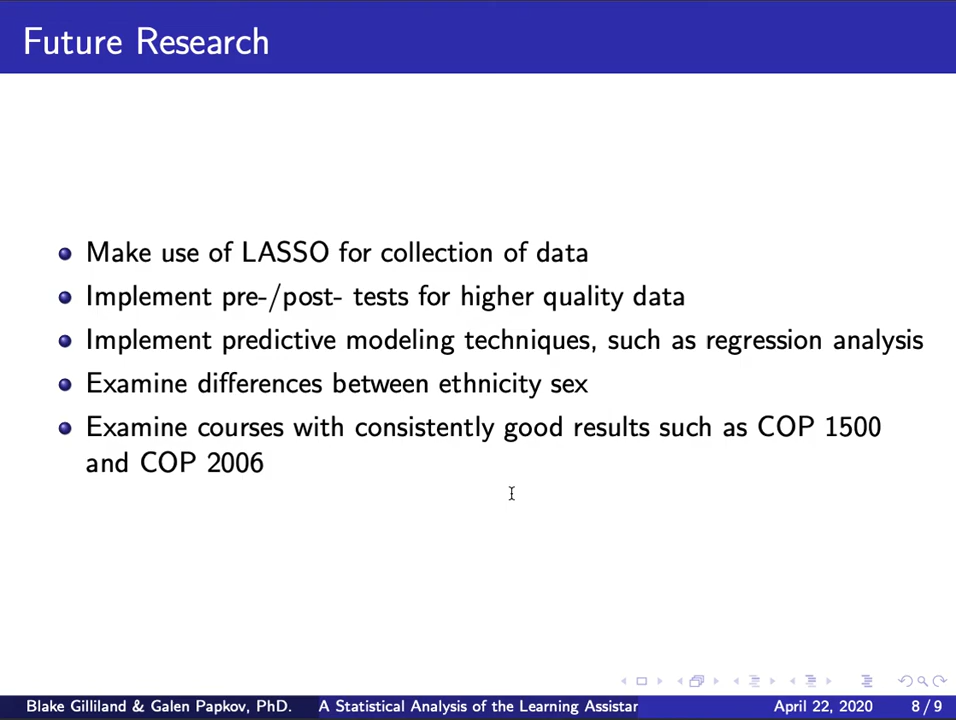 Future Research
Make use of LASSO for collection of data
Implement pre-/post- tests for higher quality data
Implement predictive modeling techniques, such as regression analysis
Examine differences between ethnicity sex
Examine courses with consistently good results such as COP 1500
and COP 2006
Blake Gilliland & Galen Papkov, PhD. A Statistical Analysis of the Learning Assistar April 22, 2020 8 / 9